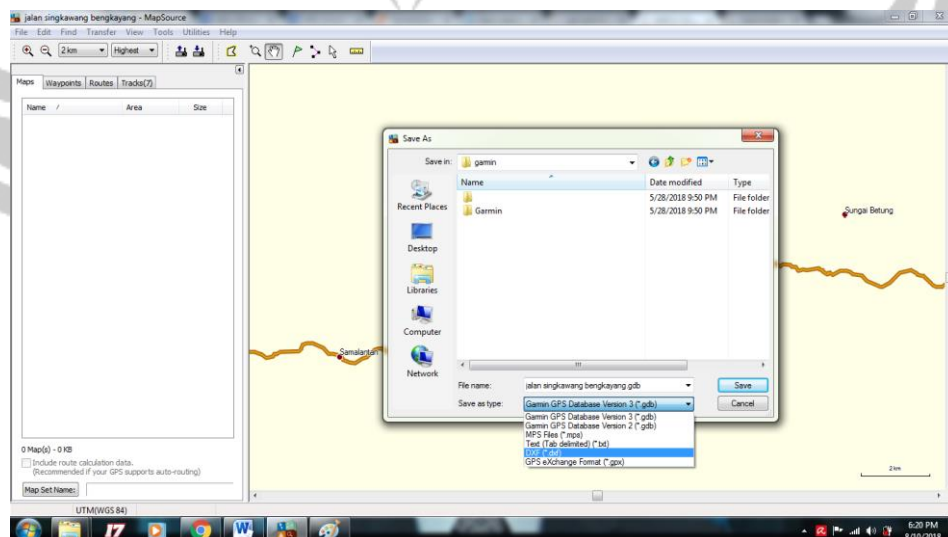 jalan singkawang bengkayang - MapSource
File Edit Find Transfer View Tools Utilities Help
2 km Highest
Maps Waypoints Routes Tracks(7)
Name / Area Size
Save As
Save in: gamin
Name Date modified Type
5/28/2018 9:50 PM File folder
Garmin 5/28/2018 9:50 PM File folder
Recent Places
Desktop
Libraries
Computer
Network
File name: jalan singkawang bengkayang.gdb Save
Save as type: Garmin GPS Database Version 3 (*.gdb) Cancel
Garmin GPS Database Version 3 (*.gdb)
Garmin GPS Database Version 2 (*.gdb)
MPS Files (*.mps)
Text (Tab delimited) (*.txt)
DXF (*.dxf)
GPS eXchange Format (*.gpx)
Sungai Betung
Samalantan
0 Map(s) - 0 KB
Include route calculation data.
(Recommended if your GPS supports auto-routing)
Map Set Name:
2 km
UTM(WGS 84)
6:20 PM
8/10/2018